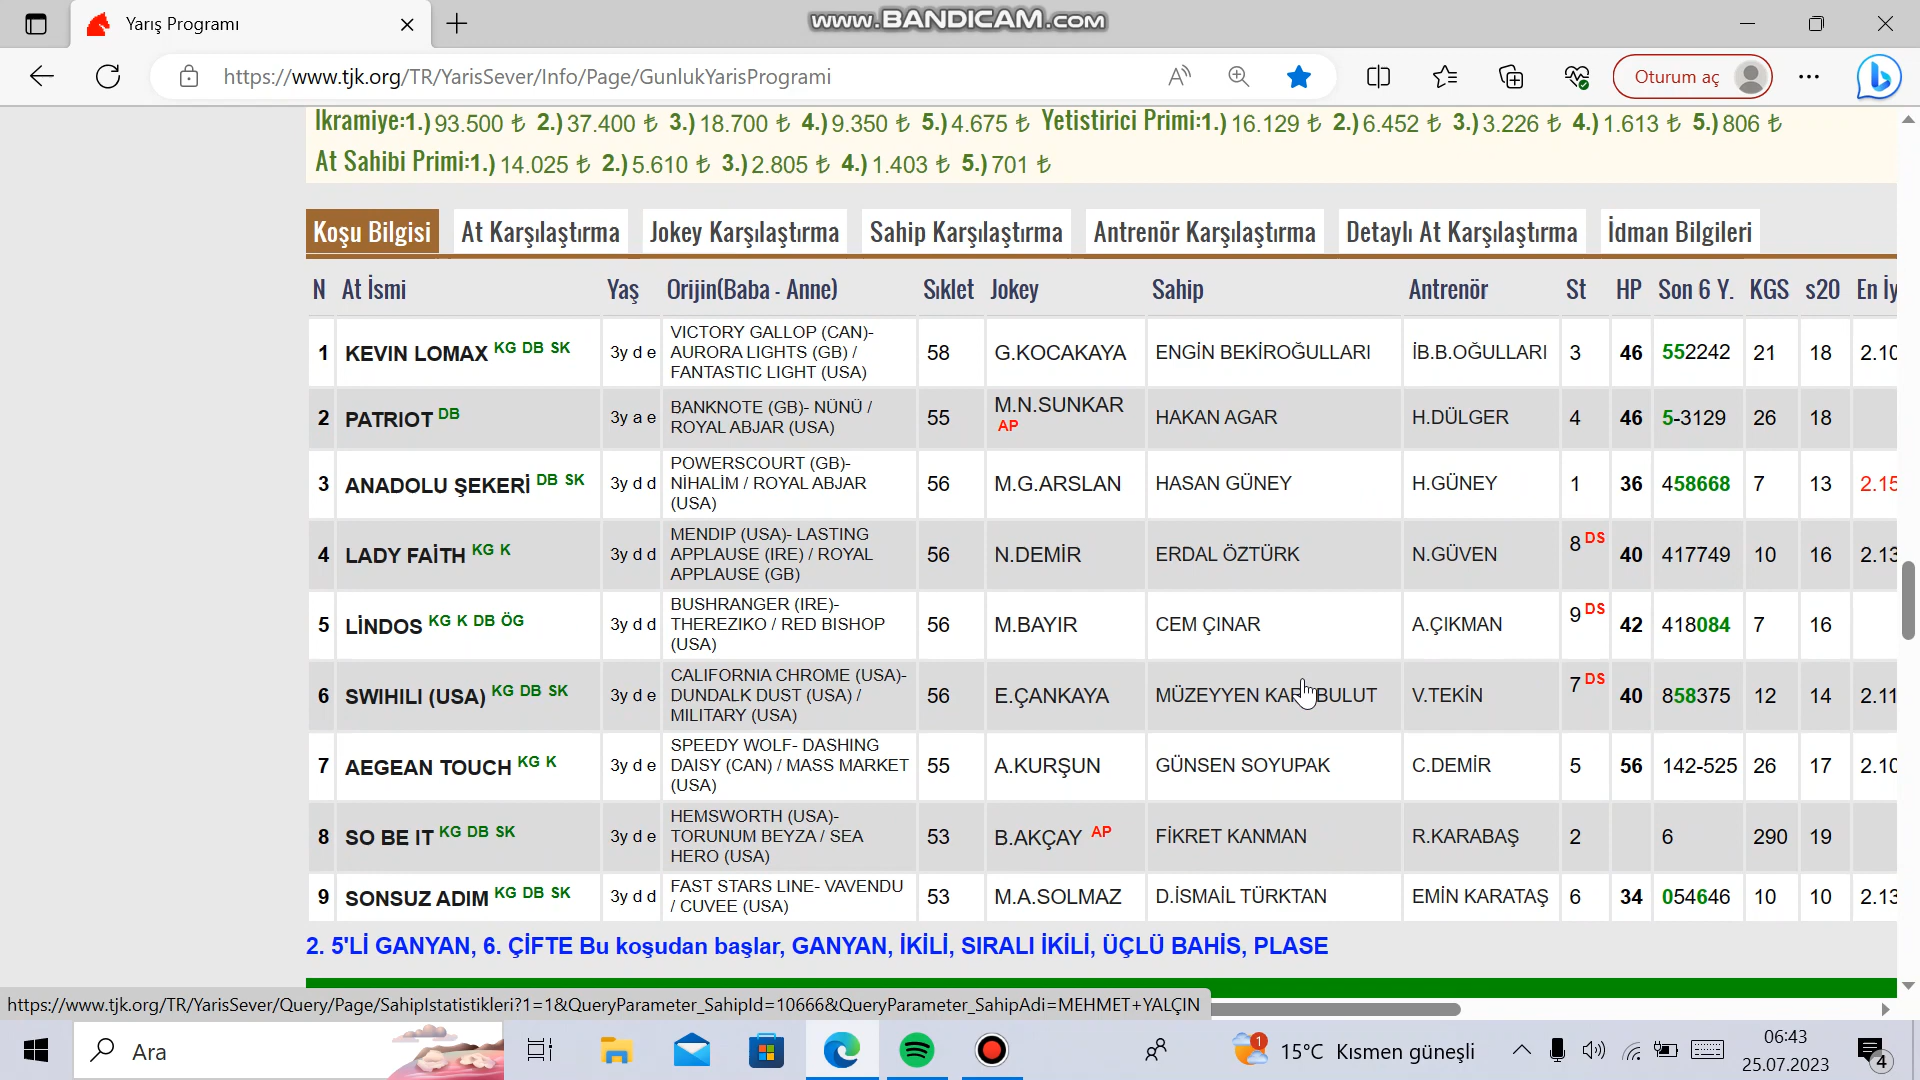 Yarış Programı
www.BANDICAM.com
https://www.tjk.org/TR/YarisSever/Info/Page/GunlukYarisProgrami
Oturum aç
İkramiye:1.) 93.500 ₺ 2.) 37.400 ₺ 3.) 18.700 ₺ 4.) 9.350 ₺ 5.) 4.675 ₺ Yetistirici Primi:1.) 16.129 ₺ 2.) 6.452 ₺ 3.) 3.226 ₺ 4.) 1.613 ₺ 5.) 806 ₺
At Sahibi Primi:1.) 14.025 ₺ 2.) 5.610 ₺ 3.) 2.805 ₺ 4.) 1.403 ₺ 5.) 701 ₺
Koşu Bilgisi At Karşılaştırma Jokey Karşılaştırma Sahip Karşılaştırma Antrenör Karşılaştırma Detaylı At Karşılaştırma İdman Bilgileri
N At İsmi Yaş Orijin(Baba - Anne) Sıklet Jokey Sahip Antrenör St HP Son 6 Y. KGS s20 En İy
1 KEVIN LOMAX KG DB SK 3y d e VICTORY GALLOP (CAN)- AURORA LIGHTS (GB) / FANTASTIC LIGHT (USA) 58 G.KOCAKAYA ENGİN BEKİROĞULLARI İB.B.OĞULLARI 3 46 552242 21 18 2.10
2 PATRIOT DB 3y a e BANKNOTE (GB)- NÜNÜ / ROYAL ABJAR (USA) 55 M.N.SUNKAR AP HAKAN AGAR H.DÜLGER 4 46 5-3129 26 18
3 ANADOLU ŞEKERİ DB SK 3y d d POWERSCOURT (GB)- NİHALİM / ROYAL ABJAR (USA) 56 M.G.ARSLAN HASAN GÜNEY H.GÜNEY 1 36 458668 7 13 2.15
4 LADY FAİTH KG K 3y d d MENDIP (USA)- LASTING APPLAUSE (IRE) / ROYAL APPLAUSE (GB) 56 N.DEMİR ERDAL ÖZTÜRK N.GÜVEN 8 DS 40 417749 10 16 2.13
5 LİNDOS KG K DB ÖG 3y d d BUSHRANGER (IRE)- THEREZIKO / RED BISHOP (USA) 56 M.BAYIR CEM ÇINAR A.ÇIKMAN 9 DS 42 418084 7 16
6 SWIHILI (USA) KG DB SK 3y d e CALIFORNIA CHROME (USA)- DUNDALK DUST (USA) / MILITARY (USA) 56 E.ÇANKAYA MÜZEYYEN V.TEKİN 7 DS 40 858375 12 14 2.11
7 AEGEAN TOUCH KG K 3y d e SPEEDY WOLF- DASHING DAISY (CAN) / MASS MARKET (USA) 55 A.KURŞUN GÜNSEN SOYUPAK C.DEMİR 5 56 142-525 26 17 2.10
8 SO BE IT KG DB SK 3y d e HEMSWORTH (USA)- TORUNUM BEYZA / SEA HERO (USA) 53 B.AKÇAY AP FİKRET KANMAN R.KARABAŞ 2 6 290 19
9 SONSUZ ADIM KG DB SK 3y d d FAST STARS LINE- VAVENDU / CUVEE (USA) 53 M.A.SOLMAZ D.İSMAİL TÜRKTAN EMİN KARATAŞ 6 34 054646 10 10 2.13
2. 5'Lİ GANYAN, 6. ÇİFTE Bu koşudan başlar, GANYAN, İKİLİ, SIRALI İKİLİ, ÜÇLÜ BAHİS, PLASE
https://www.tjk.org/TR/YarisSever/Query/Page/SahipIstatistikleri?1=1&QueryParameter_SahipId=10666&QueryParameter_SahipAdi=MEHMET+YALÇIN
Ara
1
15°C Kısmen güneşli
06:43
25.07.2023
4